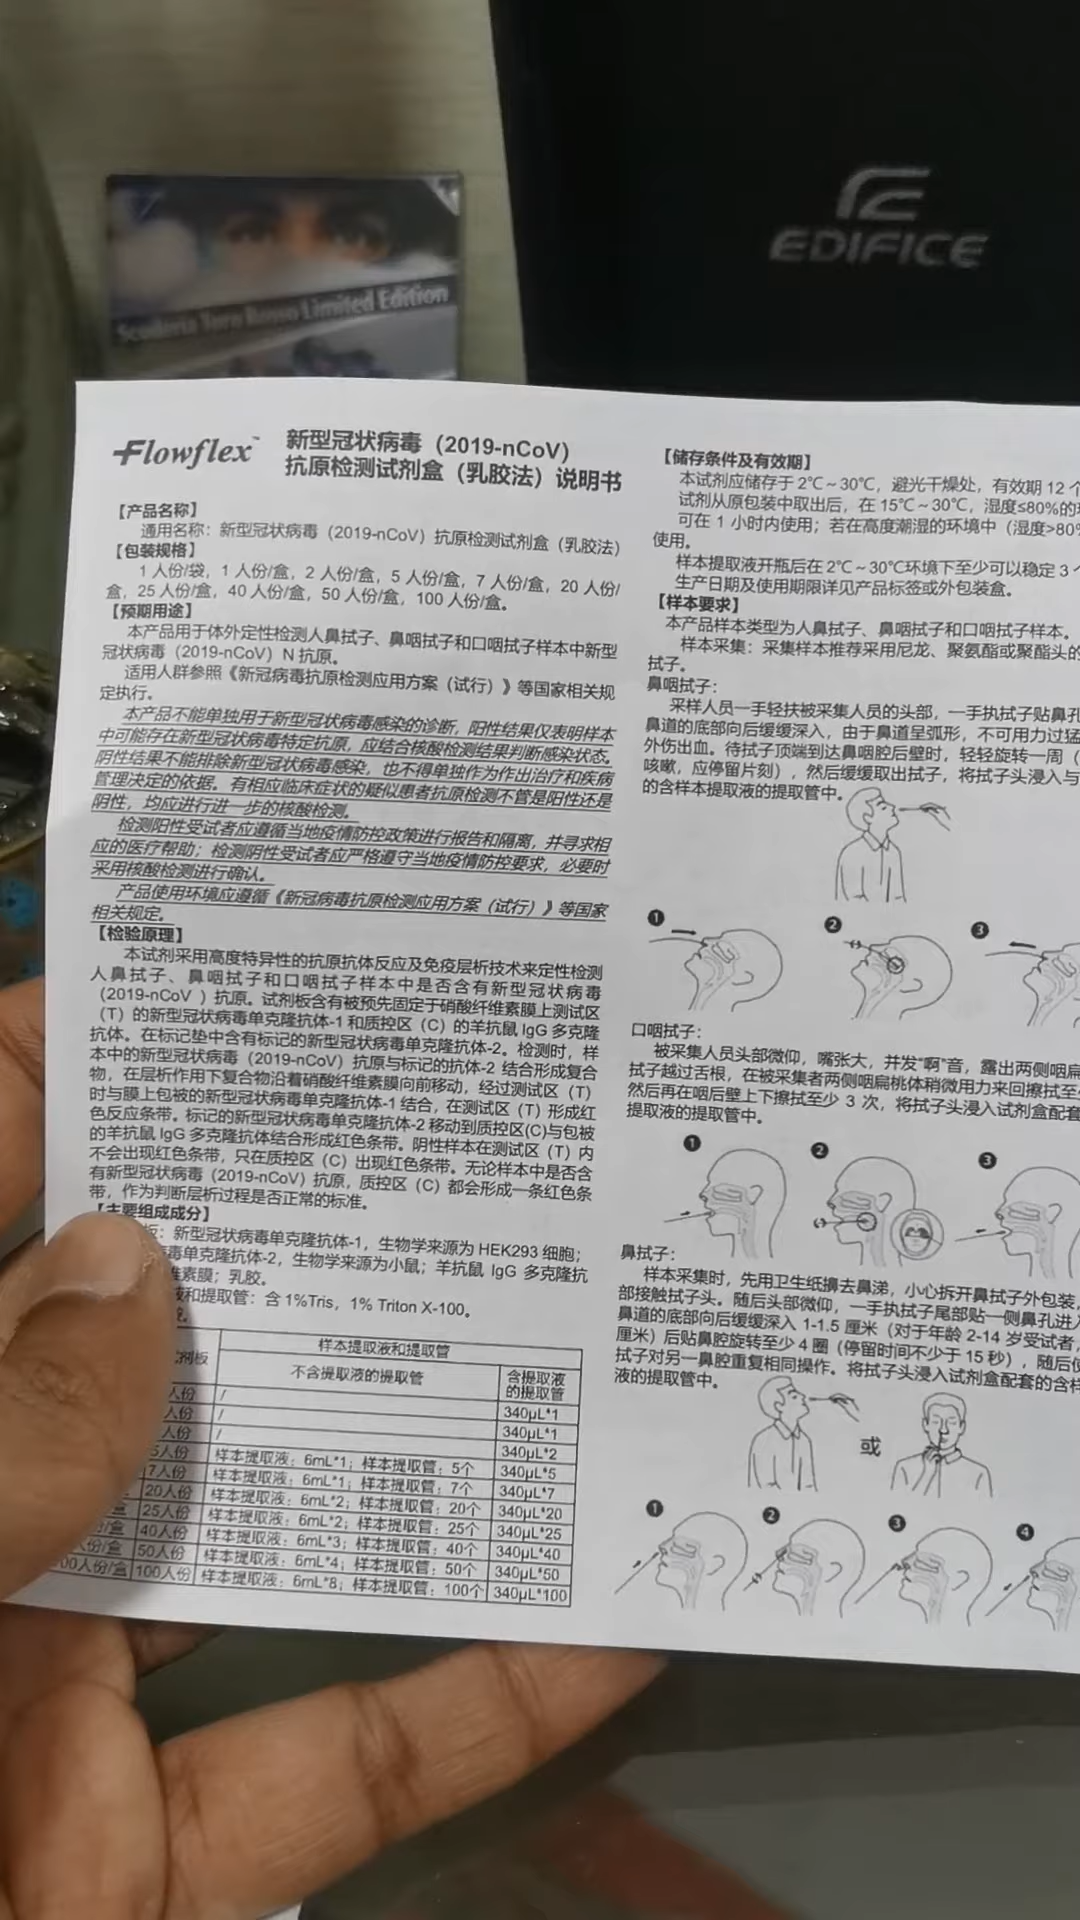 EDIFICE
Scuderia Toro Rosso Limited Edition
Flowflex™
新型冠状病毒（2019-nCoV）
抗原检测试剂盒（乳胶法）说明书
【产品名称】
通用名称：新型冠状病毒（2019-nCoV）抗原检测试剂盒（乳胶法）
【包装规格】
1 人份/袋，1 人份/盒，2 人份/盒，5 人份/盒，7 人份/盒，20 人份/
盒，25 人份/盒，40 人份/盒，50 人份/盒，100 人份/盒。
【预期用途】
本产品用于体外定性检测人鼻拭子、鼻咽拭子和口咽拭子样本中新型
冠状病毒（2019-nCoV）N 抗原。
适用人群参照《新冠病毒抗原检测应用方案（试行）》等国家相关规
定执行。
本产品不能单独用于新型冠状病毒感染的诊断，阳性结果仅表明样本
中可能存在新型冠状病毒特定抗原，应结合核酸检测结果判断感染状态。
阴性结果不能排除新型冠状病毒感染，也不得单独作为作出治疗和疾病
管理决定的依据。有相应临床症状的疑似患者抗原检测不管是阳性还是
阴性，均应进行进一步的核酸检测。
检测阳性受试者应遵循当地疫情防控政策进行报告和隔离，并寻求相
应的医疗帮助；检测阴性受试者应严格遵守当地疫情防控要求，必要时
采用核酸检测进行确认。
产品使用环境应遵循《新冠病毒抗原检测应用方案（试行）》等国家
相关规定。
【检验原理】
本试剂采用高度特异性的抗原抗体反应及免疫层析技术来定性检测
人鼻拭子、鼻咽拭子和口咽拭子样本中是否含有新型冠状病毒
（2019-nCoV ）抗原。试剂板含有被预先固定于硝酸纤维素膜上测试区
（T）的新型冠状病毒单克隆抗体-1 和质控区（C）的羊抗鼠 IgG 多克隆
抗体。在标记垫中含有标记的新型冠状病毒单克隆抗体-2。检测时，样
本中的新型冠状病毒（2019-nCoV）抗原与标记的抗体-2 结合形成复合
物，在层析作用下复合物沿着硝酸纤维素膜向前移动，经过测试区（T）
时与膜上包被的新型冠状病毒单克隆抗体-1 结合，在测试区（T）形成红
色反应条带。标记的新型冠状病毒单克隆抗体-2 移动到质控区(C)与包被
的羊抗鼠 IgG 多克隆抗体结合形成红色条带。阴性样本在测试区（T）内
不会出现红色条带，只在质控区（C）出现红色条带。无论样本中是否含
有新型冠状病毒（2019-nCoV）抗原，质控区（C）都会形成一条红色条
带，作为判断层析过程是否正常的标准。
【主要组成成分】
板：新型冠状病毒单克隆抗体-1，生物学来源为 HEK293 细胞；
毒单克隆抗体-2，生物学来源为小鼠；羊抗鼠 IgG 多克隆抗
维素膜；乳胶。
液和提取管：含 1%Tris，1% Triton X-100。
剂板 样本提取液和提取管
不含提取液的提取管 含提取液的提取管
人份 / 340μL*1
人份 / 340μL*1
人份 / 340μL*2
5人份 样本提取液：6mL*1；样本提取管：5个 340μL*5
7人份 样本提取液：6mL*1；样本提取管：7个 340μL*7
20人份 样本提取液：6mL*2；样本提取管：20个 340μL*20
盒 25人份 样本提取液：6mL*2；样本提取管：25个 340μL*25
份/盒 40人份 样本提取液：6mL*3；样本提取管：40个 340μL*40
人份/盒 50人份 样本提取液：6mL*4；样本提取管：50个 340μL*50
00人份/盒 100人份 样本提取液：6mL*8；样本提取管：100个 340μL*100
【储存条件及有效期】
本试剂应储存于 2℃～30℃，避光干燥处，有效期 12 个
试剂从原包装中取出后，在 15℃～30℃，湿度≤80%的环
可在 1 小时内使用；若在高度潮湿的环境中（湿度>80%
使用。
样本提取液开瓶后在 2℃～30℃环境下至少可以稳定 3 个
生产日期及使用期限详见产品标签或外包装盒。
【样本要求】
本产品样本类型为人鼻拭子、鼻咽拭子和口咽拭子样本。
样本采集：采集样本推荐采用尼龙、聚氨酯或聚酯头的
拭子。
鼻咽拭子：
采样人员一手轻扶被采集人员的头部，一手执拭子贴鼻孔
鼻道的底部向后缓缓深入，由于鼻道呈弧形，不可用力过猛
外伤出血。待拭子顶端到达鼻咽腔后壁时，轻轻旋转一周（
咳嗽，应停留片刻），然后缓缓取出拭子，将拭子头浸入与
的含样本提取液的提取管中。
1 2 3
口咽拭子：
被采集人员头部微仰，嘴张大，并发“啊”音，露出两侧咽扁
拭子越过舌根，在被采集者两侧咽扁桃体稍微用力来回擦拭至
然后再在咽后壁上下擦拭至少 3 次，将拭子头浸入试剂盒配套
提取液的提取管中。
1 2 3
鼻拭子：
样本采集时，先用卫生纸擤去鼻涕，小心拆开鼻拭子外包装，
部接触拭子头。随后头部微仰，一手执拭子尾部贴一侧鼻孔进入
鼻道的底部向后缓缓深入 1-1.5 厘米（对于年龄 2-14 岁受试者，
厘米）后贴鼻腔旋转至少 4 圈（停留时间不少于 15 秒），随后使
拭子对另一鼻腔重复相同操作。将拭子头浸入试剂盒配套的含样
液的提取管中。
或
1 2 3 4